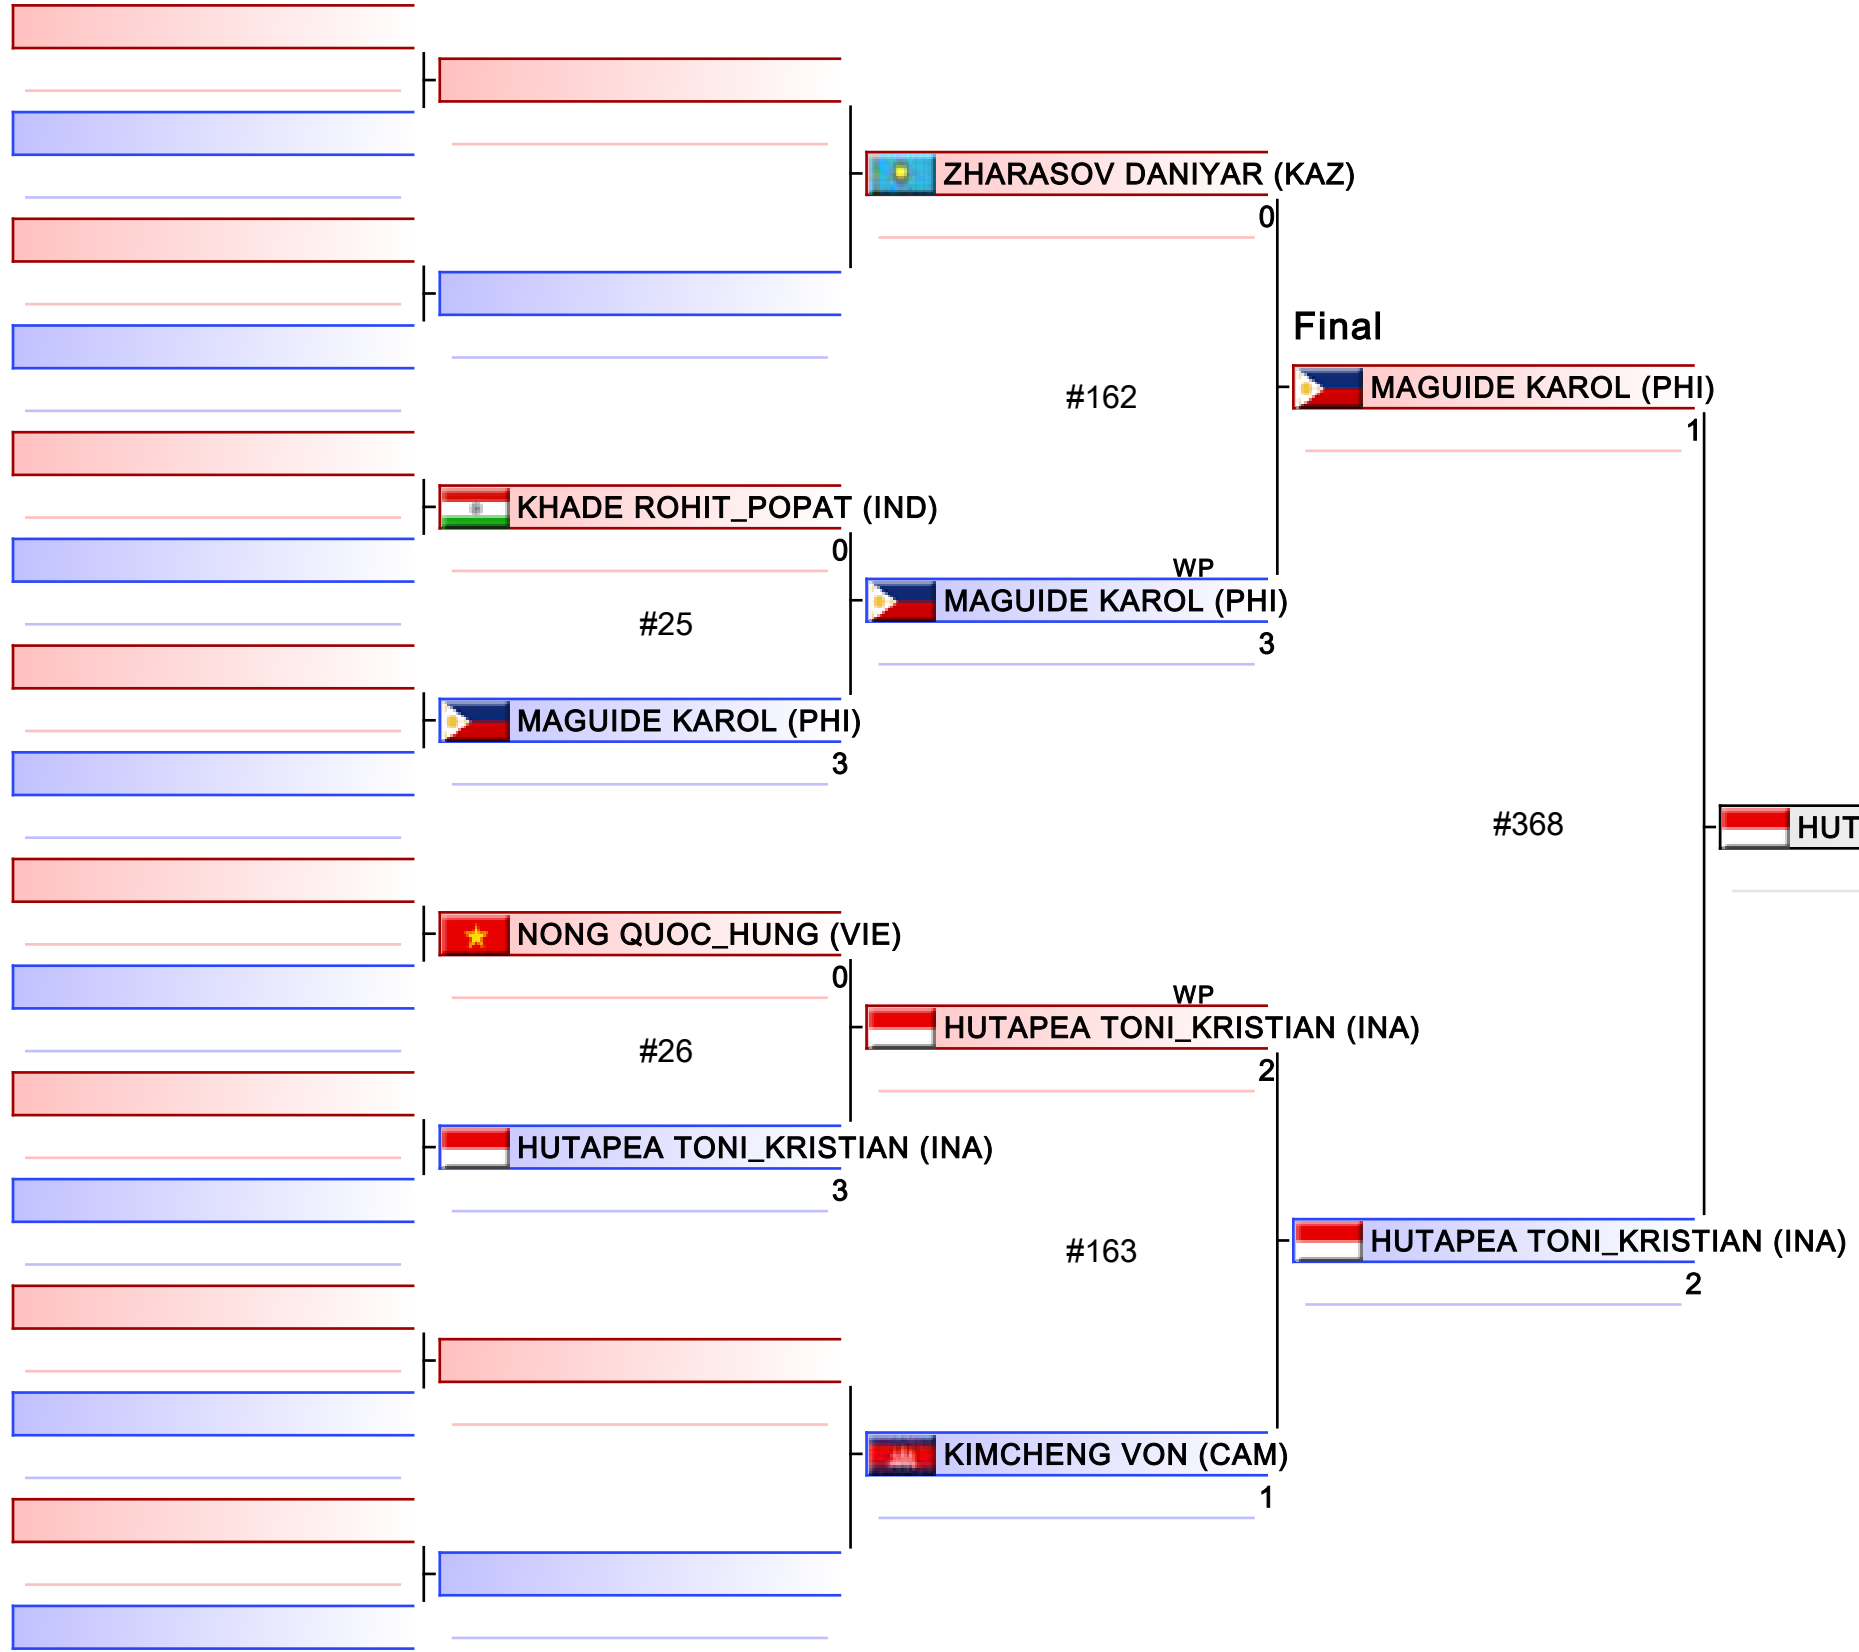 ZHARASOV DANIYAR (KAZ)
0
Final
#162
MAGUIDE KAROL (PHI)
1
KHADE ROHIT_POPAT (IND)
0
WP
MAGUIDE KAROL (PHI)
#25
3
MAGUIDE KAROL (PHI)
3
#368
HUT
NONG QUOC_HUNG (VIE)
0
WP
HUTAPEA TONI_KRISTIAN (INA)
#26
2
HUTAPEA TONI_KRISTIAN (INA)
3
#163
HUTAPEA TONI_KRISTIAN (INA)
2
KIMCHENG VON (CAM)
1